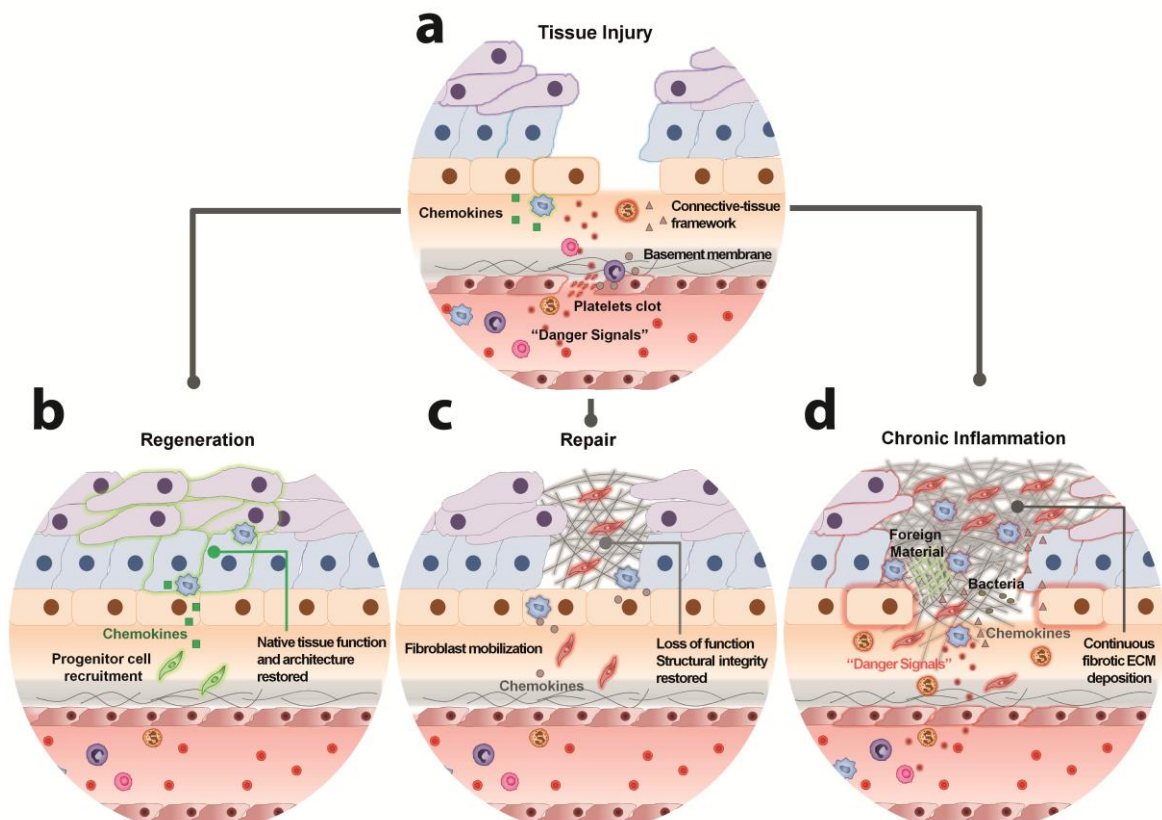 a
Tissue Injury
Chemokines
Connective-tissue
framework
Basement membrane
Platelets clot
“Danger Signals”
b
Regeneration
Chemokines
Progenitor cell
recruitment
Native tissue function
and architecture
restored
c
Repair
Fibroblast mobilization
Chemokines
Loss of function
Structural integrity
restored
d
Chronic Inflammation
Foreign
Material
Bacteria
Chemokines
“Danger Signals”
Continuous
fibrotic ECM
deposition